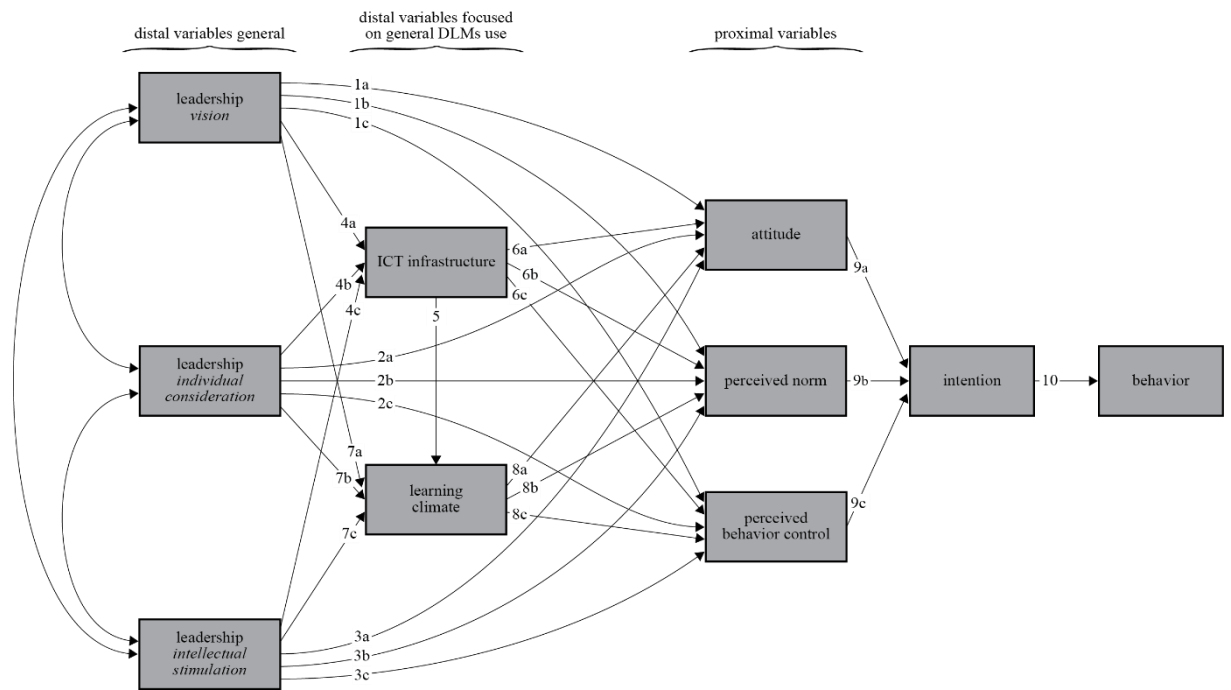 distal variables general
distal variables focused
on general DLMs use
proximal variables
leadership
vision
1a
1b
1c
4a
ICT infrastructure
6a
6b
6c
attitude
9a
4b
4c
5
leadership
individual
consideration
2a
2b
2c
perceived norm
9b
intention
10
behavior
7a
7b
7c
learning
climate
8a
8b
8c
perceived
behavior control
9c
leadership
intellectual
stimulation
3a
3b
3c